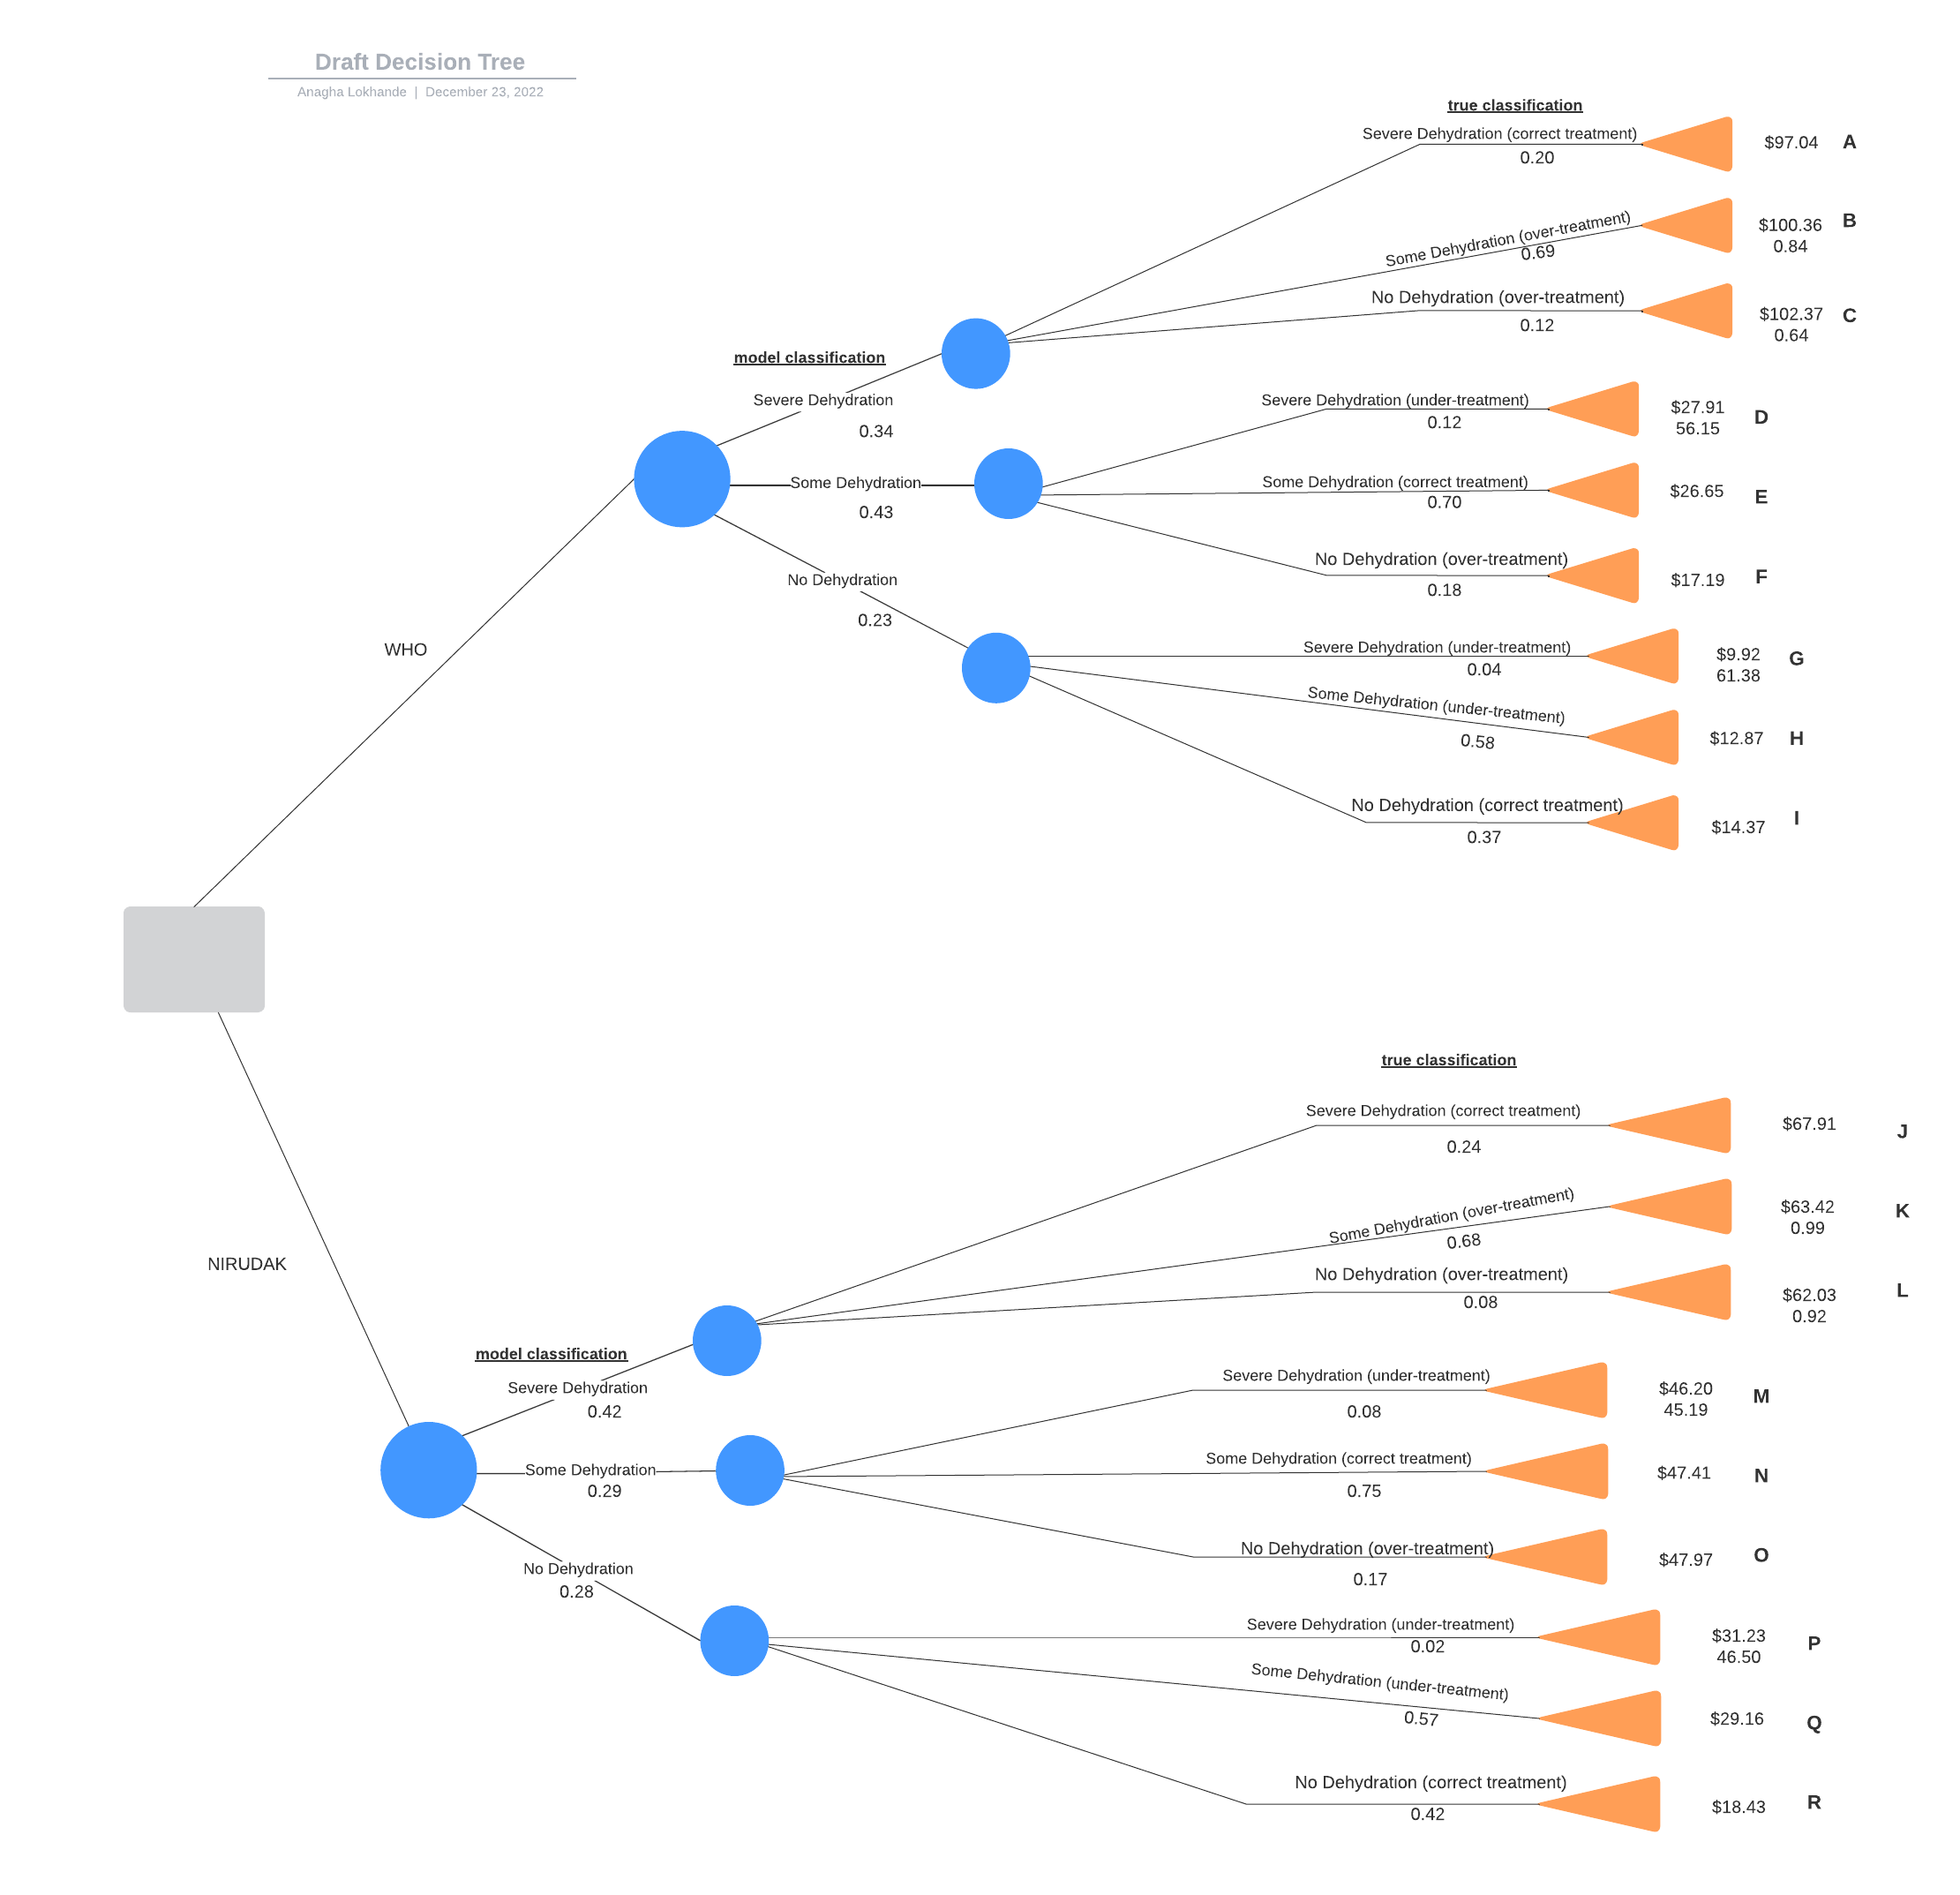 Draft Decision Tree
Anagha Lokhande | December 23, 2022
true classification
Severe Dehydration (correct treatment)
0.20
$97.04
A
Some Dehydration (over-treatment)
0.69
$100.36
0.84
B
No Dehydration (over-treatment)
0.12
$102.37
0.64
C
model classification
Severe Dehydration
0.34
Severe Dehydration (under-treatment)
0.12
$27.91
56.15
D
Some Dehydration
0.43
Some Dehydration (correct treatment)
0.70
$26.65
E
No Dehydration (over-treatment)
0.18
$17.19
F
No Dehydration
0.23
Severe Dehydration (under-treatment)
0.04
$9.92
61.38
G
WHO
Some Dehydration (under-treatment)
0.58
$12.87
H
No Dehydration (correct treatment)
0.37
$14.37
I
true classification
Severe Dehydration (correct treatment)
0.24
$67.91
J
Some Dehydration (over-treatment)
0.68
$63.42
0.99
K
NIRUDAK
No Dehydration (over-treatment)
0.08
$62.03
0.92
L
model classification
Severe Dehydration
0.42
Severe Dehydration (under-treatment)
0.08
$46.20
45.19
M
Some Dehydration
0.29
Some Dehydration (correct treatment)
0.75
$47.41
N
No Dehydration (over-treatment)
0.17
$47.97
O
No Dehydration
0.28
Severe Dehydration (under-treatment)
0.02
$31.23
46.50
P
Some Dehydration (under-treatment)
0.57
$29.16
Q
No Dehydration (correct treatment)
0.42
$18.43
R